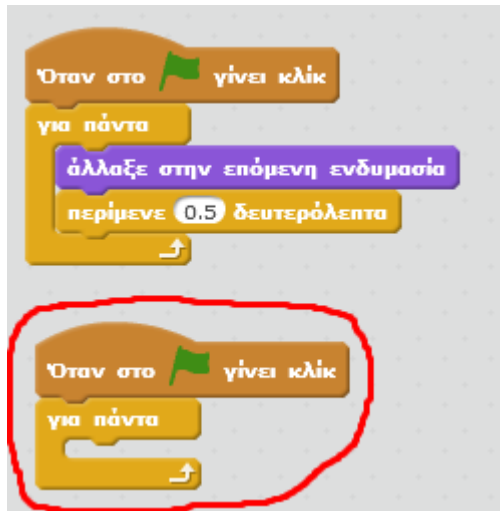 Όταν στο γίνει κλίκ
για πάντα
άλλαξε στην επόμενη ενδυμασία
περίμενε 0.5 δευτερόλεπτα
Όταν στο γίνει κλίκ
για πάντα